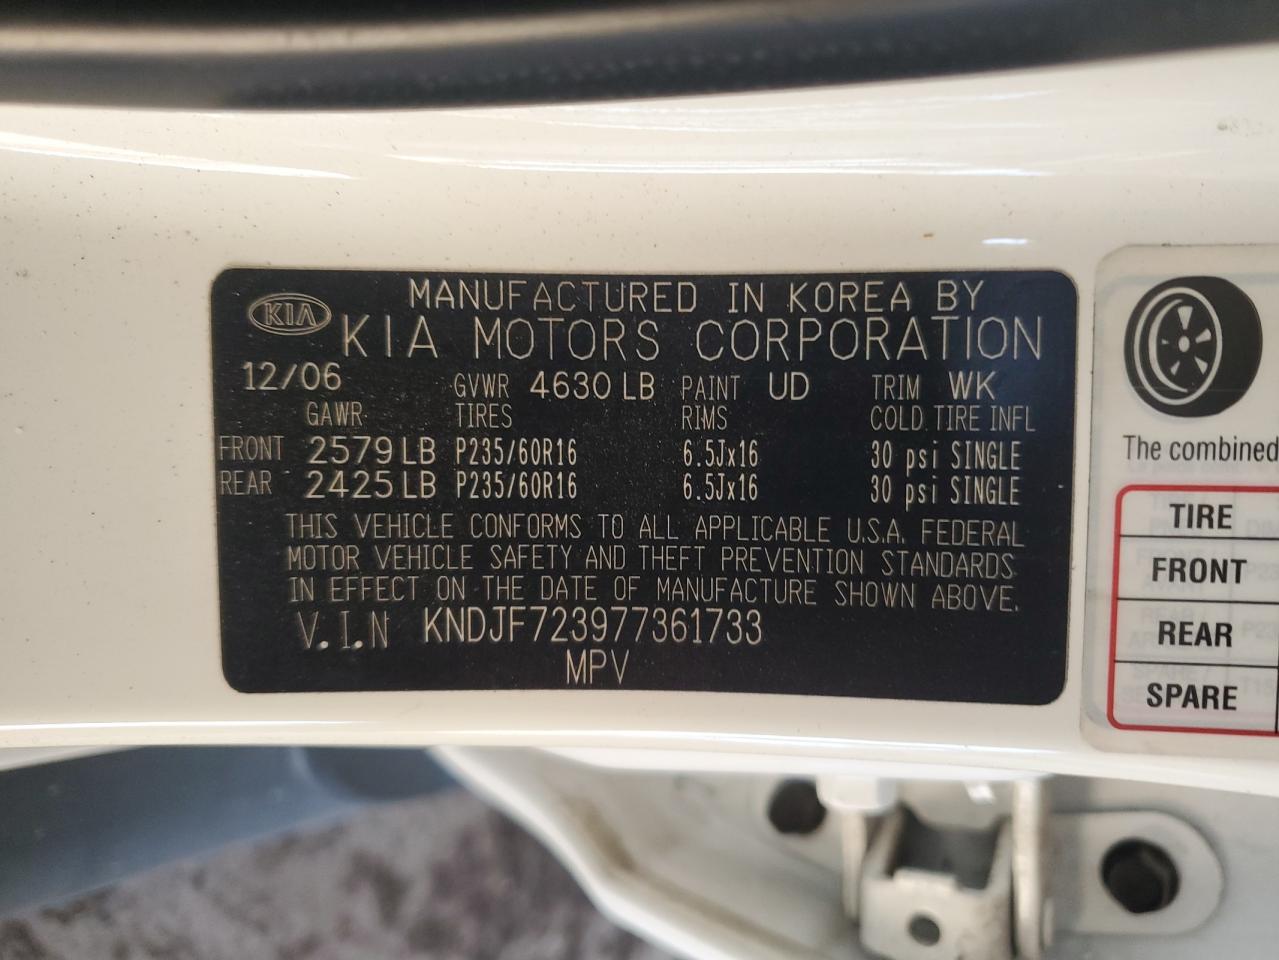 KIA
MANUFACTURED IN KOREA BY
KIA MOTORS CORPORATION
12/06 GVWR 4630 LB PAINT UD TRIM WK
GAWR TIRES RIMS COLD TIRE INFL
FRONT 2579 LB P235/60R16 6.5Jx16 30 psi SINGLE
REAR 2425 LB P235/60R16 6.5Jx16 30 psi SINGLE
THIS VEHICLE CONFORMS TO ALL APPLICABLE U.S.A. FEDERAL
MOTOR VEHICLE SAFETY AND THEFT PREVENTION STANDARDS
IN EFFECT ON THE DATE OF MANUFACTURE SHOWN ABOVE.
V.I.N KNDJF723977361733
MPV
The combined
TIRE
FRONT
REAR
SPARE